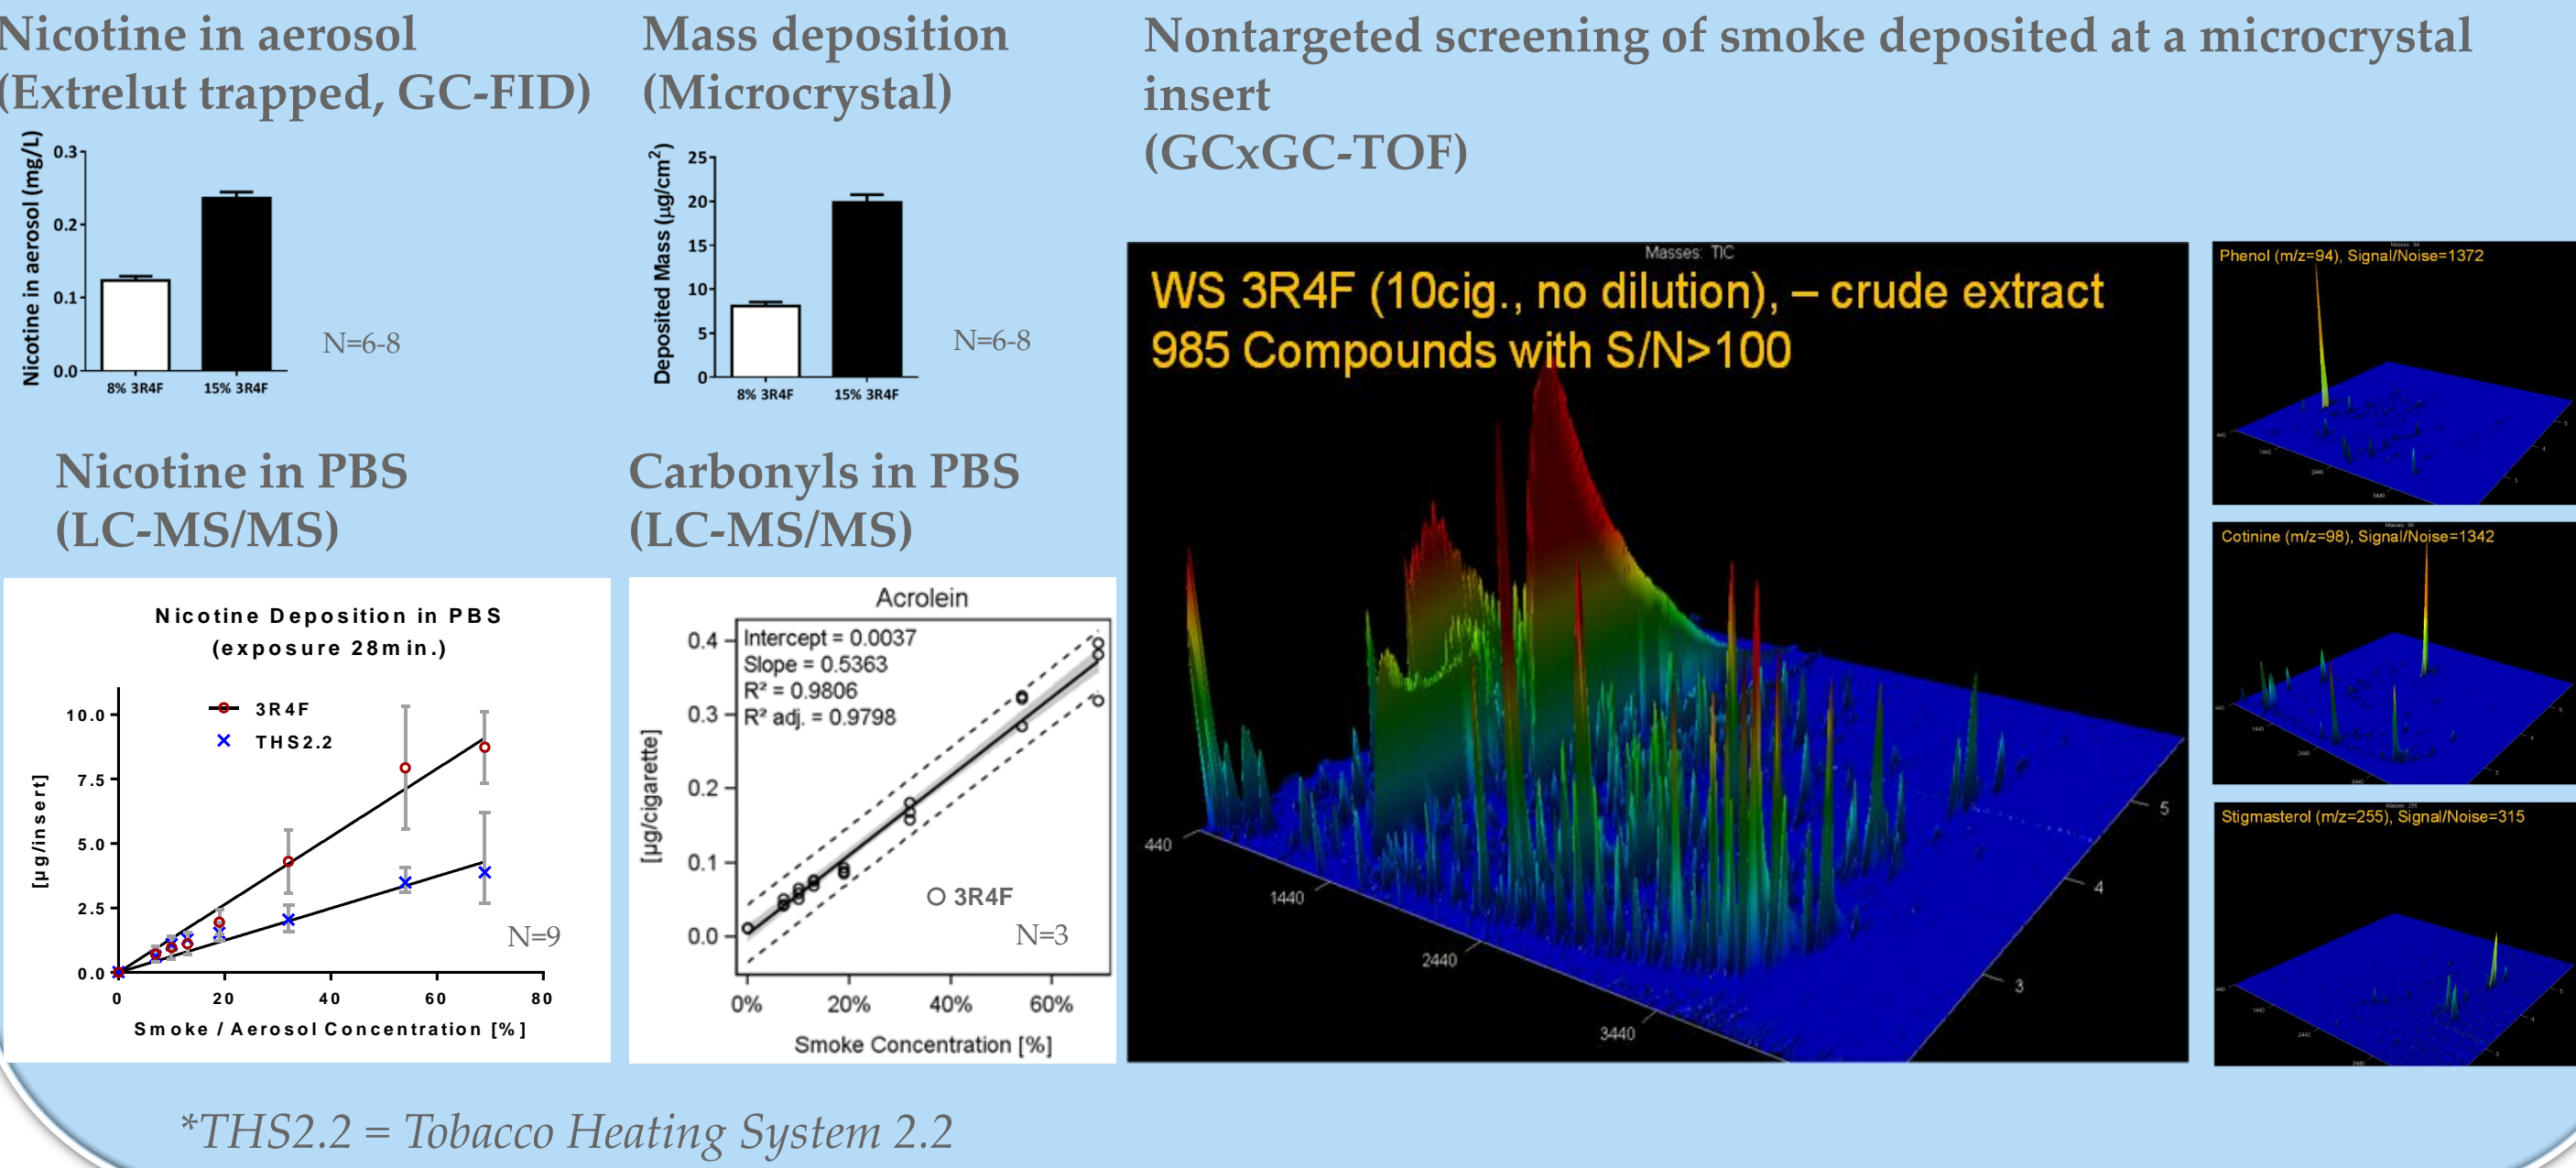 Nicotine in aerosol
(Extrelut trapped, GC-FID)
Nicotine in aerosol (mg/L)
0.3
0.2
0.1
0.0
8% 3R4F
15% 3R4F
N=6-8
Mass deposition
(Microcrystal)
Deposited Mass (µg/cm²)
25
20
15
10
5
0
8% 3R4F
15% 3R4F
N=6-8
Nontargeted screening of smoke deposited at a microcrystal
insert
(GCxGC-TOF)
Nicotine in PBS
(LC-MS/MS)
Nicotine Deposition in PBS
(exposure 28min.)
3R4F
THS2.2
[µg/insert]
10.0
7.5
5.0
2.5
0.0
0 20 40 60 80
Smoke / Aerosol Concentration [%]
N=9
Carbonyls in PBS
(LC-MS/MS)
Acrolein
Intercept = 0.0037
Slope = 0.5363
R² = 0.9806
R² adj. = 0.9798
[µg/cigarette]
0.4
0.3
0.2
0.1
0.0
3R4F
N=3
0% 20% 40% 60%
Smoke Concentration [%]
Masses: TIC
WS 3R4F (10cig., no dilution), – crude extract
985 Compounds with S/N>100
440
1440
2440
3440
3
4
5
Phenol (m/z=94), Signal/Noise=1372
Cotinine (m/z=98), Signal/Noise=1342
Stigmasterol (m/z=255), Signal/Noise=315
*THS2.2 = Tobacco Heating System 2.2